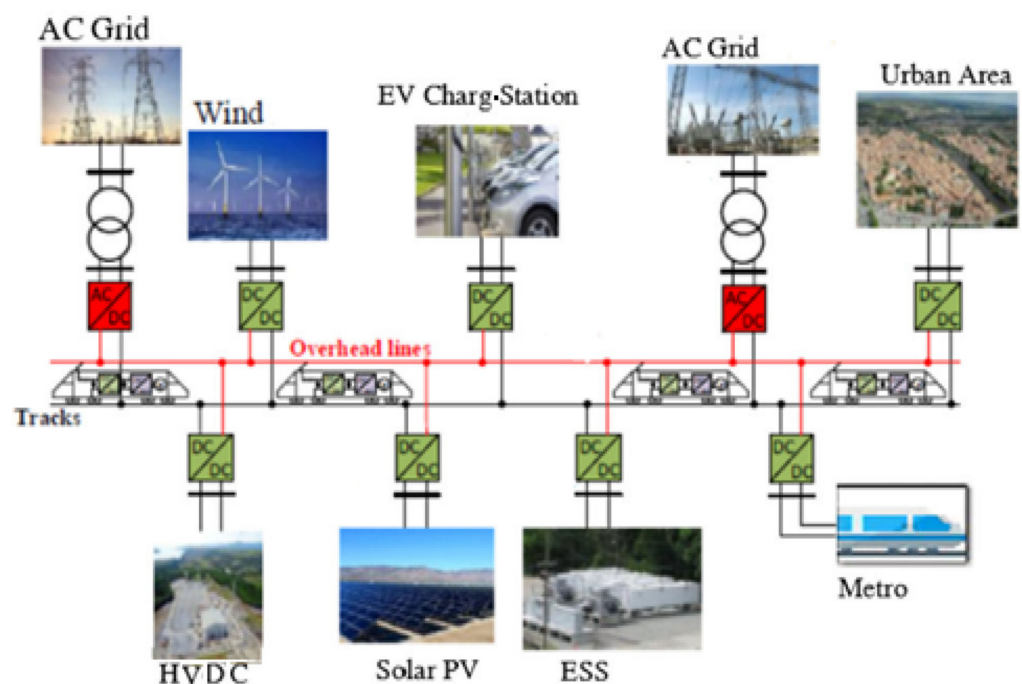 AC Grid
Wind
EV Charg-Station
AC Grid
Urban Area
AC
DC
DC
DC
DC
DC
AC
DC
DC
DC
Overhead lines
Tracks
DC
DC
DC
DC
DC
DC
DC
DC
HVDC
Solar PV
ESS
Metro